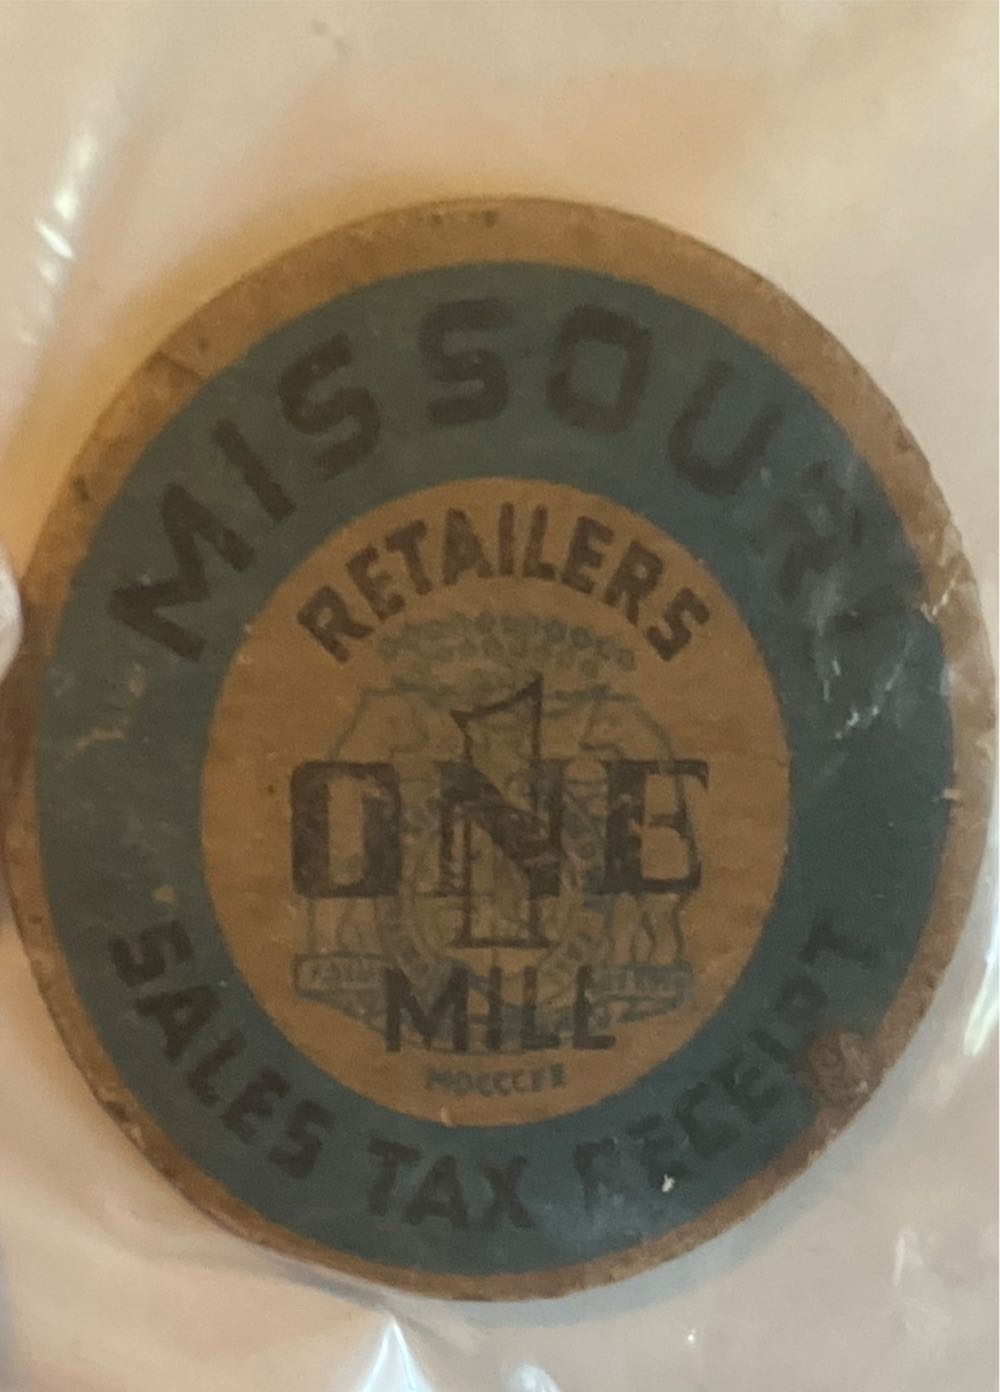 MISSOURI
RETAILERS
1
ONE
MILL
MDCCCXX
SALES TAX RECEIPT